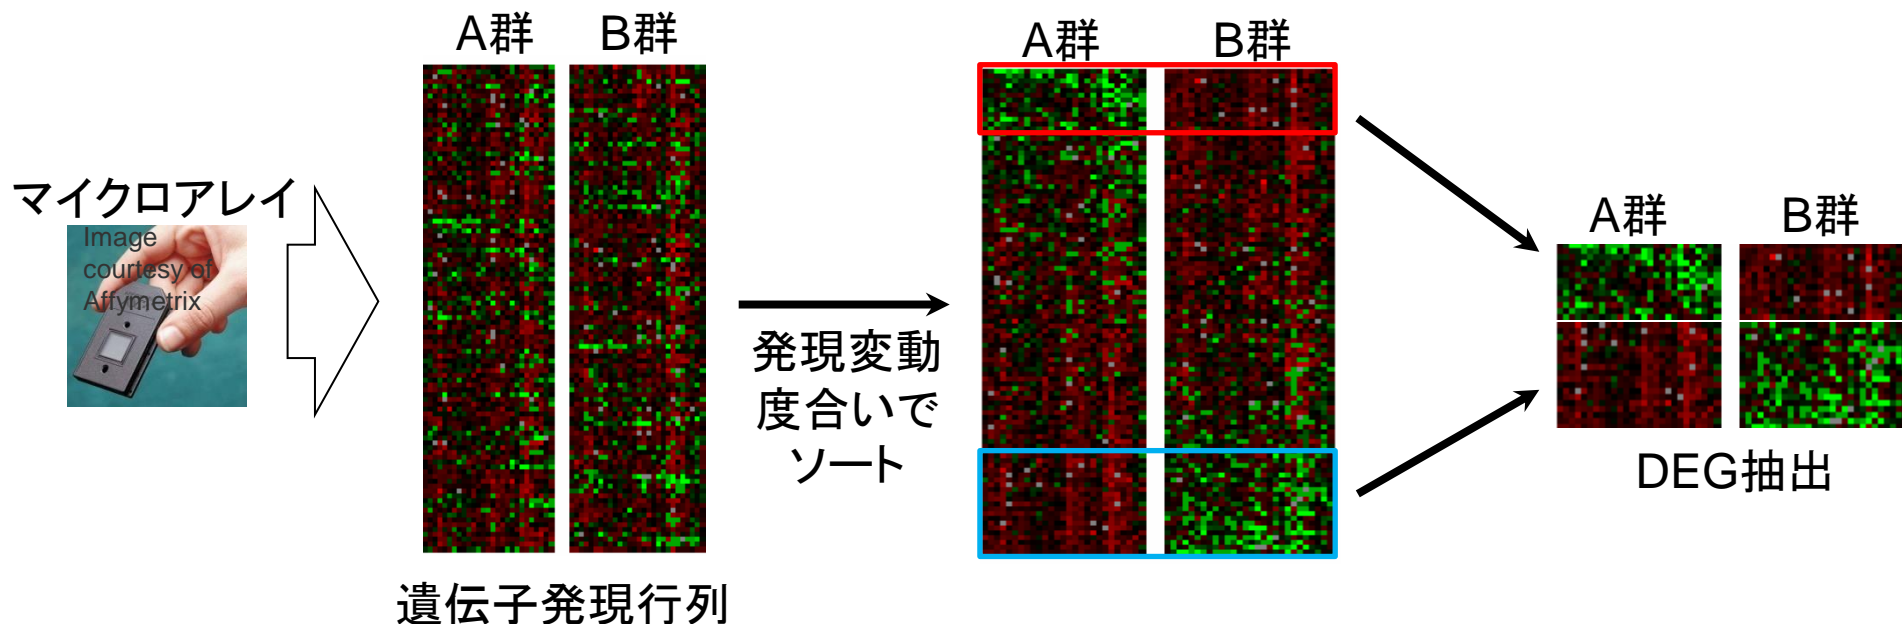 マイクロアレイ
Image
courtesy of
Affymetrix
A群 B群
遺伝子発現行列
発現変動
度合いで
ソート
A群 B群
A群 B群
DEG抽出